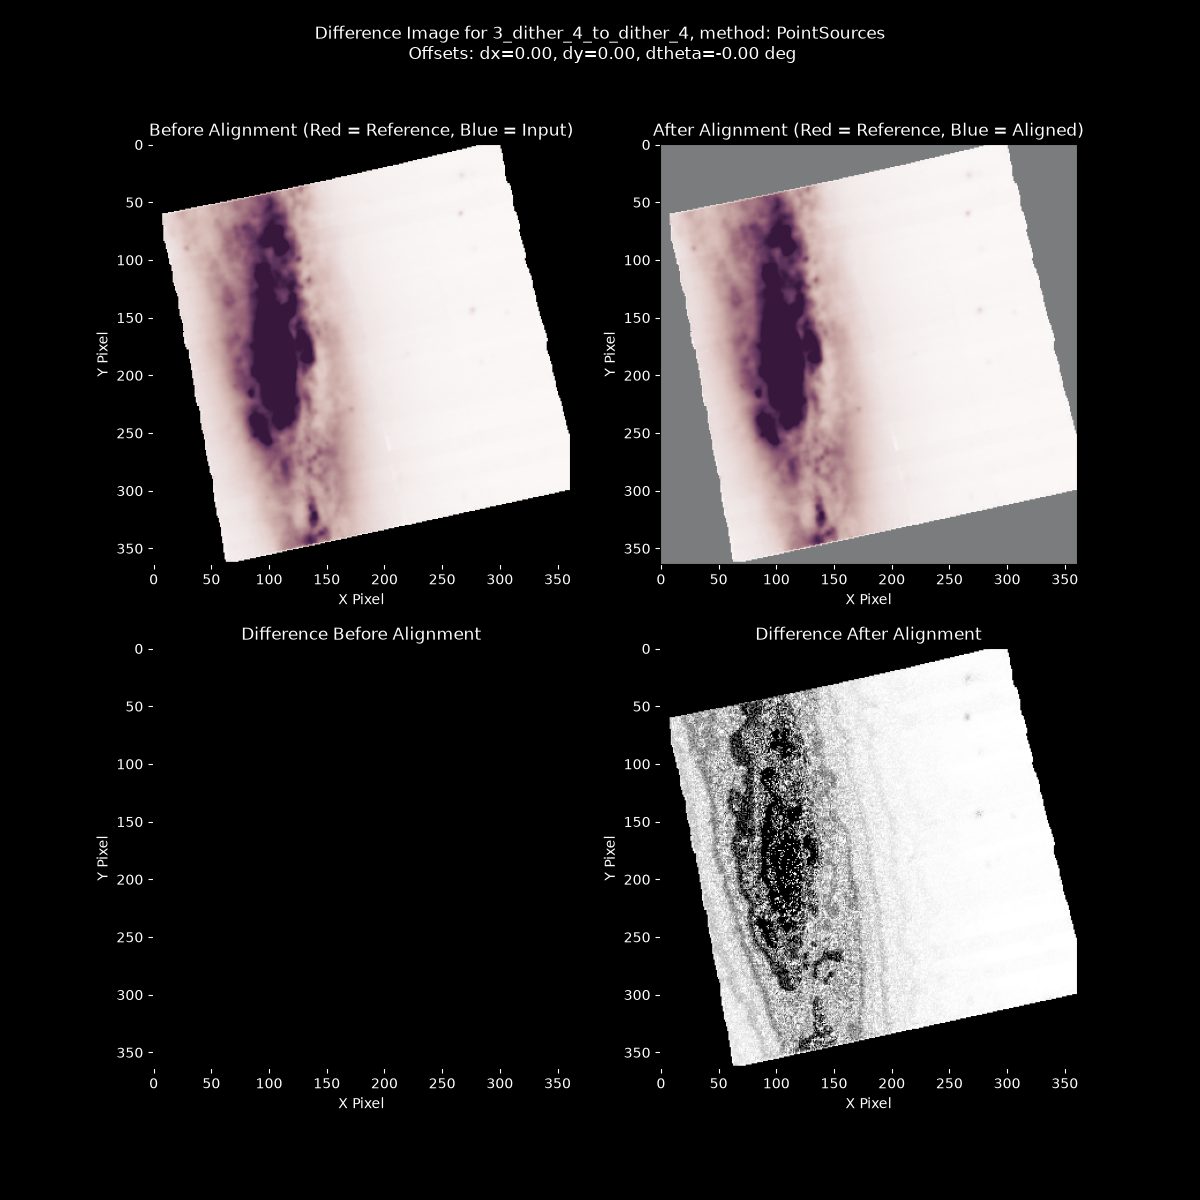 Difference Image for 3_dither_4_to_dither_4, method: PointSources
Offsets: dx=0.00, dy=0.00, dtheta=-0.00 deg
Before Alignment (Red = Reference, Blue = Input)
0
50
100
150
200
250
300
350
Y Pixel
0 50 100 150 200 250 300 350
X Pixel
After Alignment (Red = Reference, Blue = Aligned)
0
50
100
150
200
250
300
350
Y Pixel
0 50 100 150 200 250 300 350
X Pixel
Difference Before Alignment
0
50
100
150
200
250
300
350
Y Pixel
0 50 100 150 200 250 300 350
X Pixel
Difference After Alignment
0
50
100
150
200
250
300
350
Y Pixel
0 50 100 150 200 250 300 350
X Pixel